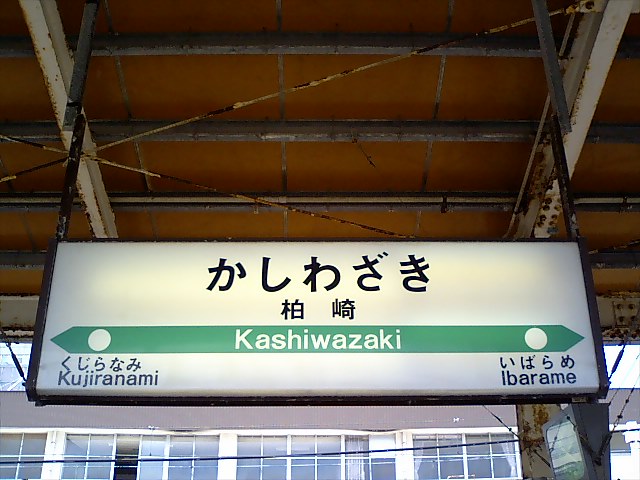 かしわざき
柏崎
Kashiwazaki
くじらなみ いばらめ
Kujiranami Ibarame